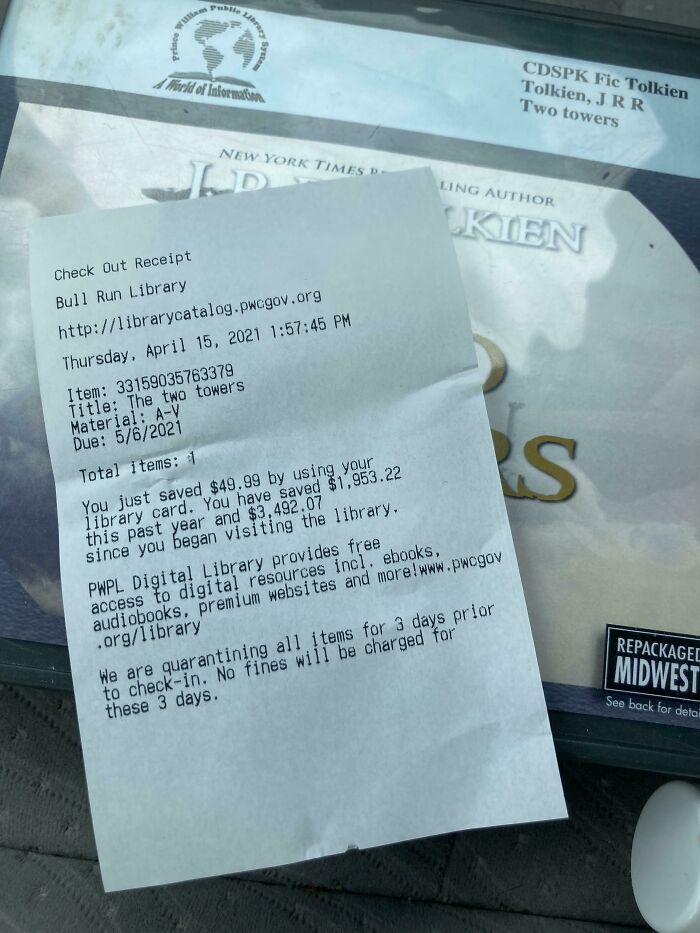 Prince William Public Library System
A World of Information
CDSPK Fic Tolkien
Tolkien, J R R
Two towers
NEW YORK TIMES LING AUTHOR
J.R. LKIEN
RS
Check Out Receipt
Bull Run Library
http://librarycatalog.pwcgov.org
Thursday, April 15, 2021 1:57:45 PM
Item: 33159035763379
Title: The two towers
Material: A-V
Due: 5/6/2021
Total items: 1
You just saved $49.99 by using your
library card. You have saved $1,953.22
this past year and $3,492.07
since you began visiting the library.
PWPL Digital Library provides free
access to digital resources incl. ebooks,
audiobooks, premium websites and more!www.pwcgov
.org/library
We are quarantining all items for 3 days prior
to check-in. No fines will be charged for
these 3 days.
REPACKAGED
MIDWEST
See back for detai